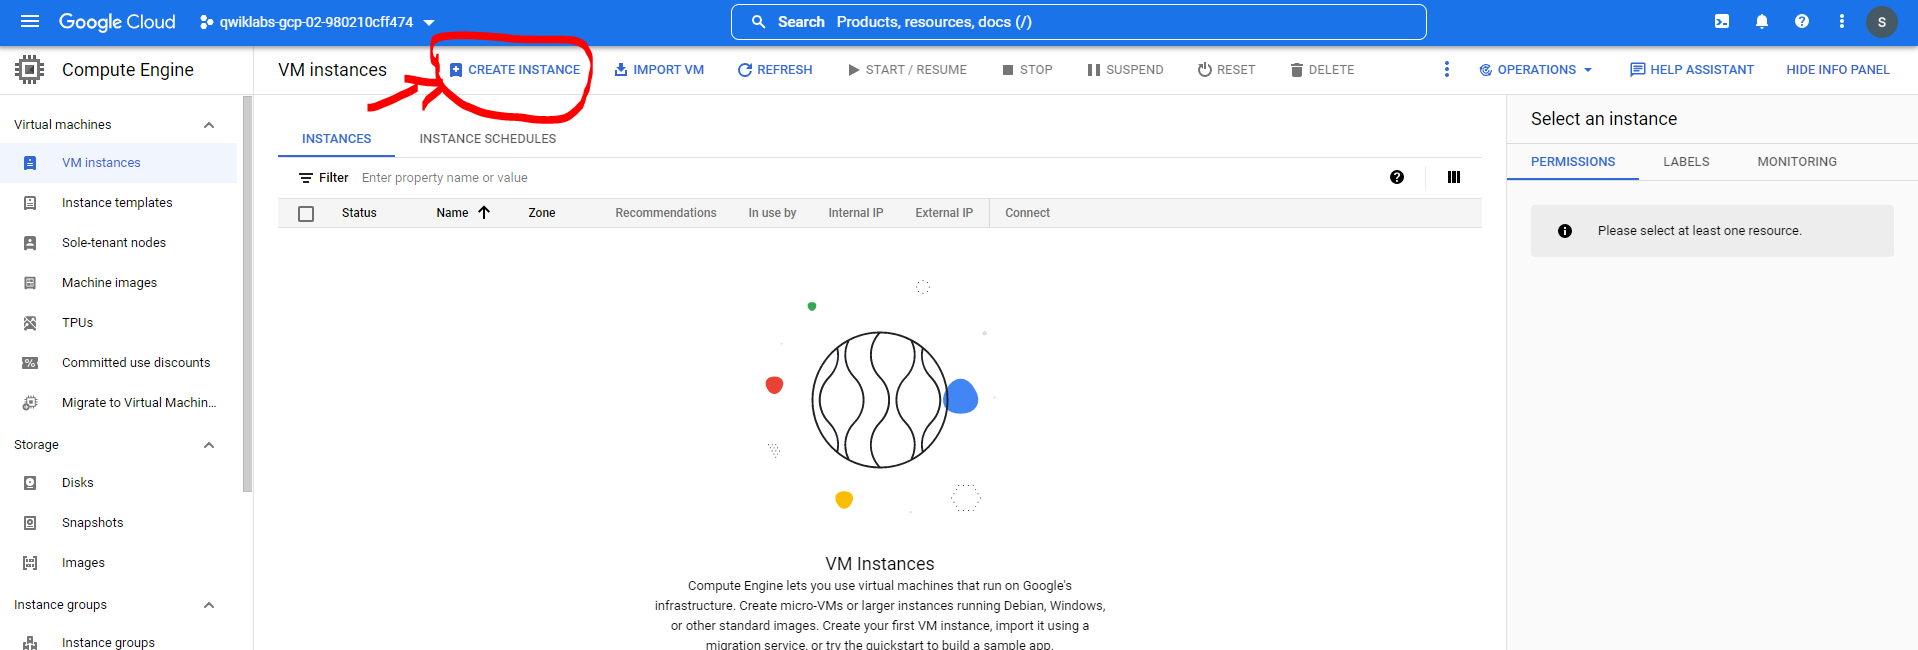 Google Cloud qwiklabs-gcp-02-980210cff474 Search Products, resources, docs (/) S
Compute Engine VM instances CREATE INSTANCE IMPORT VM REFRESH START / RESUME STOP SUSPEND RESET DELETE OPERATIONS HELP ASSISTANT HIDE INFO PANEL
Virtual machines
VM instances
Instance templates
Sole-tenant nodes
Machine images
TPUs
Committed use discounts
Migrate to Virtual Machin...
Storage
Disks
Snapshots
Images
Instance groups
Instance groups
INSTANCES INSTANCE SCHEDULES
Filter Enter property name or value
Status Name Zone Recommendations In use by Internal IP External IP Connect
VM Instances
Compute Engine lets you use virtual machines that run on Google's
infrastructure. Create micro-VMs or larger instances running Debian, Windows,
or other standard images. Create your first VM instance, import it using a
migration service, or try the quickstart to build a sample app.
Select an instance
PERMISSIONS LABELS MONITORING
Please select at least one resource.